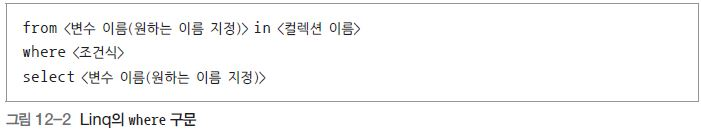 from <변수 이름(원하는 이름 지정)> in <컬렉션 이름>
where <조건식>
select <변수 이름(원하는 이름 지정)>
그림 12-2 Linq의 where 구문